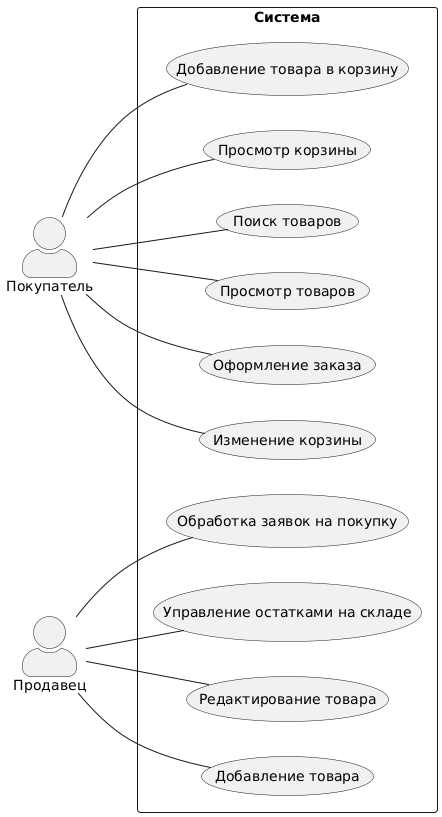 Система
Добавление товара в корзину
Просмотр корзины
Поиск товаров
Просмотр товаров
Покупатель
Оформление заказа
Изменение корзины
Обработка заявок на покупку
Управление остатками на складе
Продавец
Редактирование товара
Добавление товара